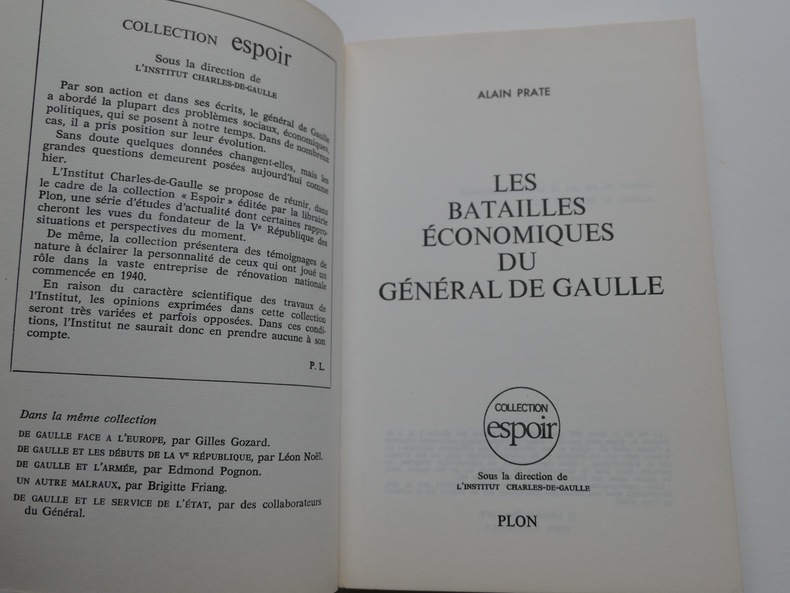 COLLECTION espoir
Sous la direction de
L'INSTITUT CHARLES-DE-GAULLE
Par son action et dans ses écrits, le général de Gaulle
a abordé la plupart des problèmes sociaux, économiques,
politiques, qui se posent à notre temps. Dans de nombreux
cas, il a pris position sur leur évolution.
Sans doute quelques données changent-elles, mais les
grandes questions demeurent posées aujourd'hui comme
hier.
L'Institut Charles-de-Gaulle se propose de réunir, dans
le cadre de la collection « Espoir » éditée par la librairie
Plon, une série d'études d'actualité dont certaines rappro-
cheront les vues du fondateur de la Ve République des
situations et perspectives du moment.
De même, la collection présentera des témoignages de
nature à éclairer la personnalité de ceux qui ont joué un
rôle dans la vaste entreprise de rénovation nationale
commencée en 1940.
En raison du caractère scientifique des travaux de
l'Institut, les opinions exprimées dans cette collection
seront très variées et parfois opposées. Dans ces condi-
tions, l'Institut ne saurait donc en prendre aucune à son
compte.
P. L.
Dans la même collection
DE GAULLE FACE A L'EUROPE, par Gilles Gozard.
DE GAULLE ET LES DÉBUTS DE LA Ve RÉPUBLIQUE, par Léon Noël.
DE GAULLE ET L'ARMÉE, par Edmond Pognon.
UN AUTRE MALRAUX, par Brigitte Friang.
DE GAULLE ET LE SERVICE DE L'ÉTAT, par des collaborateurs
du Général.
ALAIN PRATE
LES
BATAILLES
ÉCONOMIQUES
DU
GÉNÉRAL DE GAULLE
COLLECTION
espoir
Sous la direction de
L'INSTITUT CHARLES-DE-GAULLE
PLON